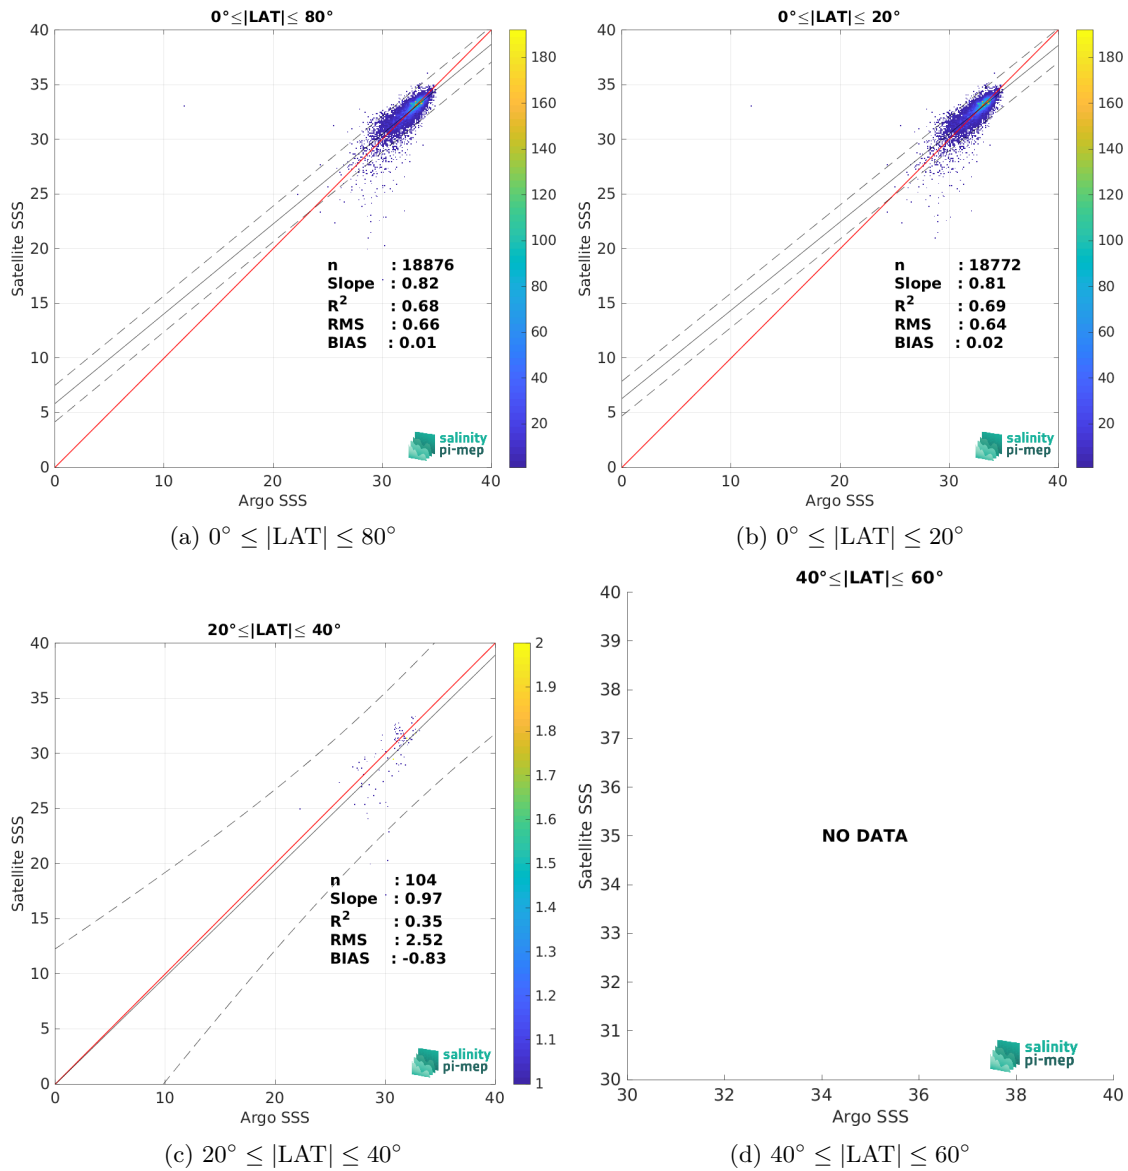 0°≤|LAT|≤ 80°
40
35
30
25
20
15
10
5
0
Satellite SSS
n : 18876
Slope : 0.82
R2 : 0.68
RMS : 0.66
BIAS : 0.01
salinity
pi-mep
0 10 20 30 40
Argo SSS
180
160
140
120
100
80
60
40
20
(a) 0° ≤ |LAT| ≤ 80°
0°≤|LAT|≤ 20°
40
35
30
25
20
15
10
5
0
Satellite SSS
n : 18772
Slope : 0.81
R2 : 0.69
RMS : 0.64
BIAS : 0.02
salinity
pi-mep
0 10 20 30 40
Argo SSS
180
160
140
120
100
80
60
40
20
(b) 0° ≤ |LAT| ≤ 20°
20°≤|LAT|≤ 40°
40
35
30
25
20
15
10
5
0
Satellite SSS
n : 104
Slope : 0.97
R2 : 0.35
RMS : 2.52
BIAS : -0.83
salinity
pi-mep
0 10 20 30 40
Argo SSS
2
1.9
1.8
1.7
1.6
1.5
1.4
1.3
1.2
1.1
1
(c) 20° ≤ |LAT| ≤ 40°
40°≤|LAT|≤ 60°
40
39
38
37
36
35
34
33
32
31
30
Satellite SSS
NO DATA
salinity
pi-mep
30 32 34 36 38 40
Argo SSS
(d) 40° ≤ |LAT| ≤ 60°